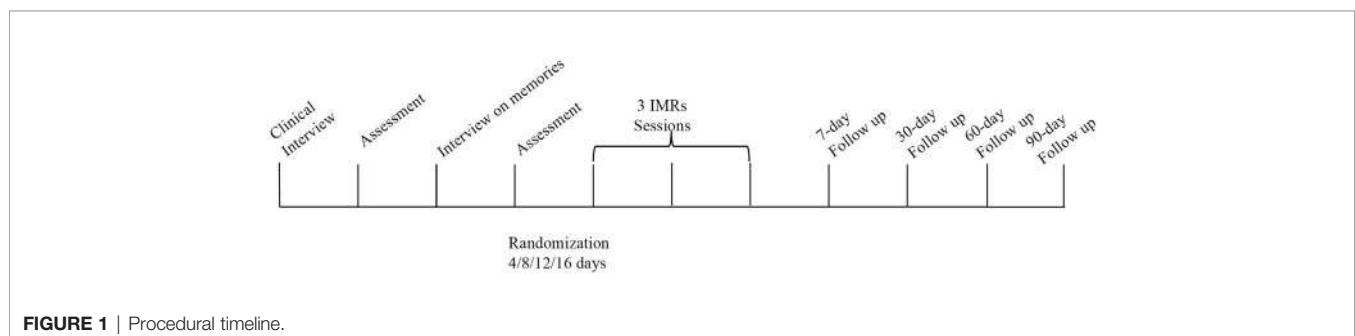 Clinical
Interview
Assessment
Interview on memories
Assessment
3 IMRs
Sessions
7-day
Follow up
30-day
Follow up
60-day
Follow up
90-day
Follow up
Randomization
4/8/12/16 days
FIGURE 1 | Procedural timeline.